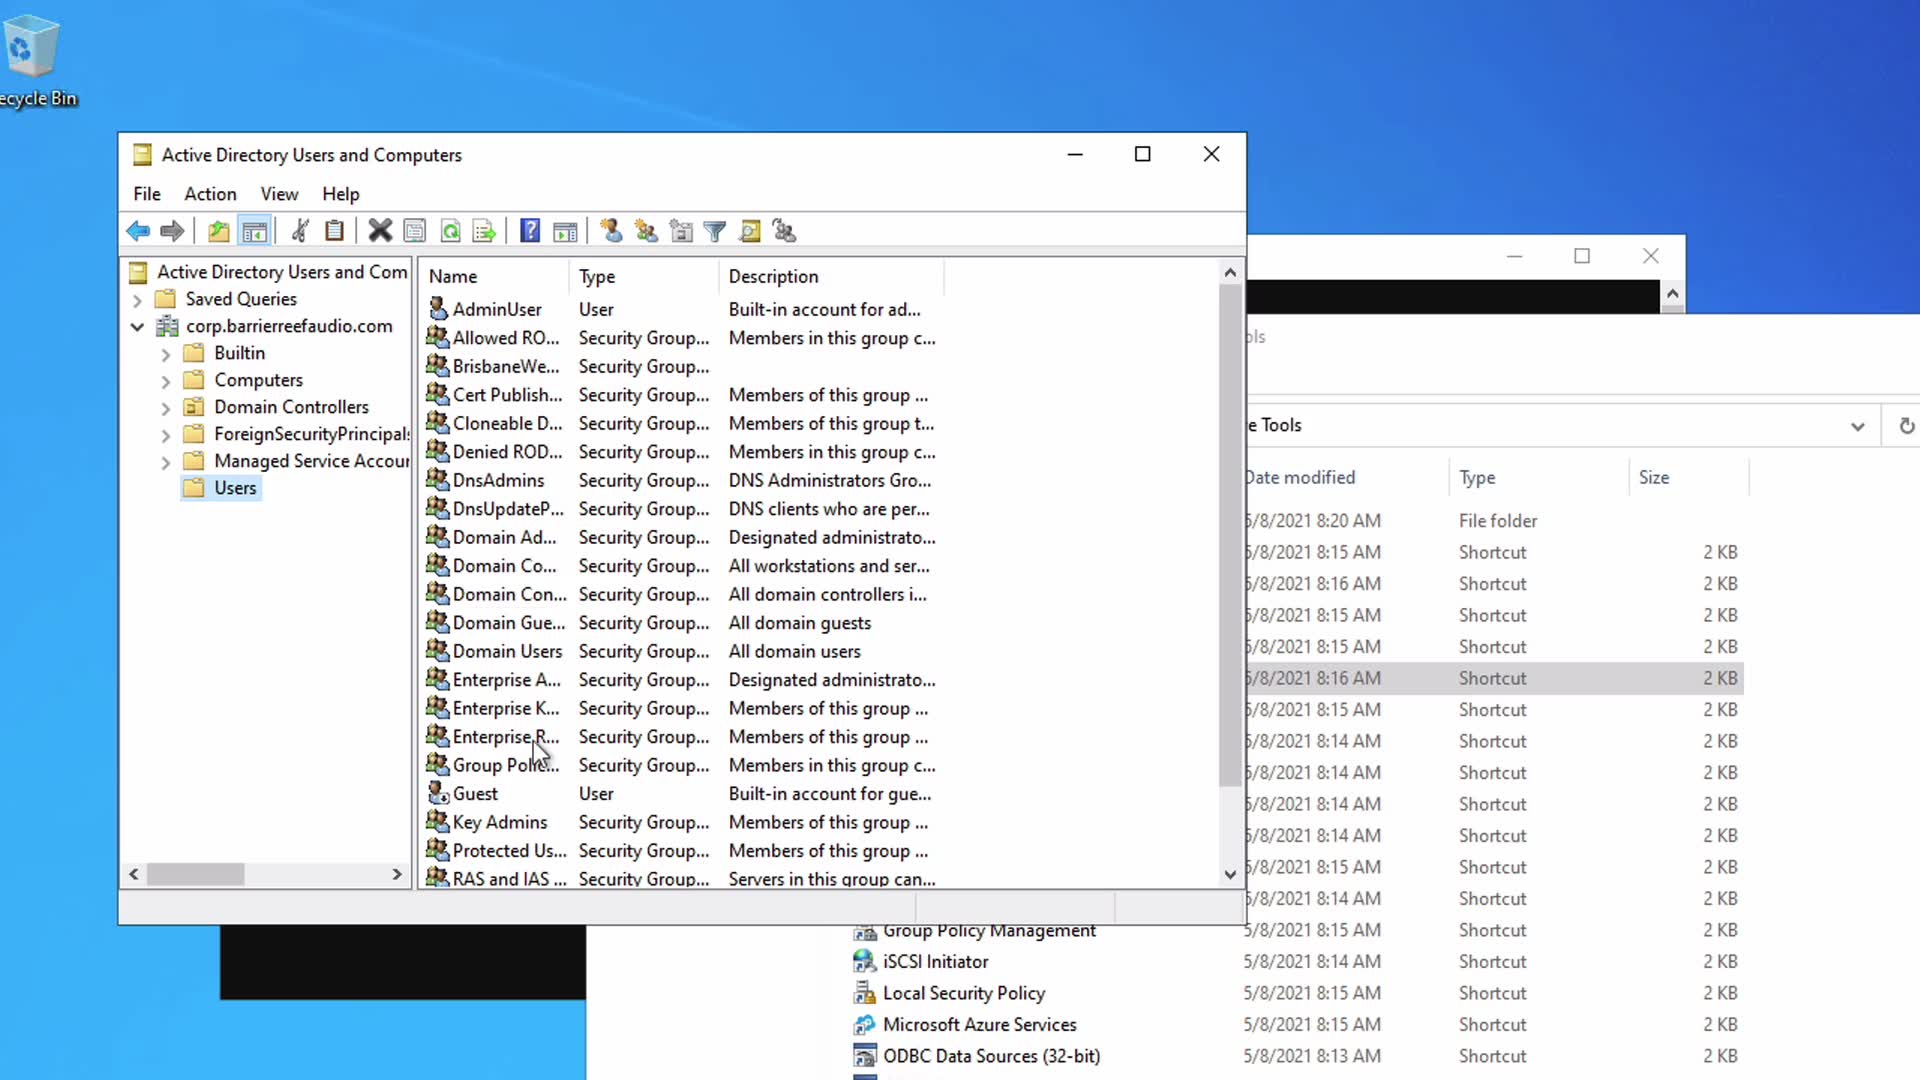 ecycle Bin
Active Directory Users and Computers
File Action View Help
Active Directory Users and Com
Saved Queries
corp.barrierreefaudio.com
Builtin
Computers
Domain Controllers
ForeignSecurityPrincipals
Managed Service Accour
Users
Name Type Description
AdminUser User Built-in account for ad...
Allowed RO... Security Group... Members in this group c...
BrisbaneWe... Security Group...
Cert Publish... Security Group... Members of this group ...
Cloneable D... Security Group... Members of this group t...
Denied ROD... Security Group... Members in this group c...
DnsAdmins Security Group... DNS Administrators Gro...
DnsUpdateP... Security Group... DNS clients who are per...
Domain Ad... Security Group... Designated administrato...
Domain Co... Security Group... All workstations and ser...
Domain Con... Security Group... All domain controllers i...
Domain Gue... Security Group... All domain guests
Domain Users Security Group... All domain users
Enterprise A... Security Group... Designated administrato...
Enterprise K... Security Group... Members of this group ...
Enterprise R... Security Group... Members of this group ...
Group Polic... Security Group... Members in this group c...
Guest User Built-in account for gue...
Key Admins Security Group... Members of this group ...
Protected Us... Security Group... Members of this group ...
RAS and IAS ... Security Group... Servers in this group can...
ols
e Tools
Date modified Type Size
5/8/2021 8:20 AM File folder
5/8/2021 8:15 AM Shortcut 2 KB
5/8/2021 8:16 AM Shortcut 2 KB
5/8/2021 8:15 AM Shortcut 2 KB
5/8/2021 8:15 AM Shortcut 2 KB
5/8/2021 8:16 AM Shortcut 2 KB
5/8/2021 8:15 AM Shortcut 2 KB
5/8/2021 8:14 AM Shortcut 2 KB
5/8/2021 8:14 AM Shortcut 2 KB
5/8/2021 8:14 AM Shortcut 2 KB
5/8/2021 8:14 AM Shortcut 2 KB
5/8/2021 8:15 AM Shortcut 2 KB
5/8/2021 8:14 AM Shortcut 2 KB
Group Policy Management 5/8/2021 8:15 AM Shortcut 2 KB
iSCSI Initiator 5/8/2021 8:14 AM Shortcut 2 KB
Local Security Policy 5/8/2021 8:15 AM Shortcut 2 KB
Microsoft Azure Services 5/8/2021 8:15 AM Shortcut 2 KB
ODBC Data Sources (32-bit) 5/8/2021 8:13 AM Shortcut 2 KB